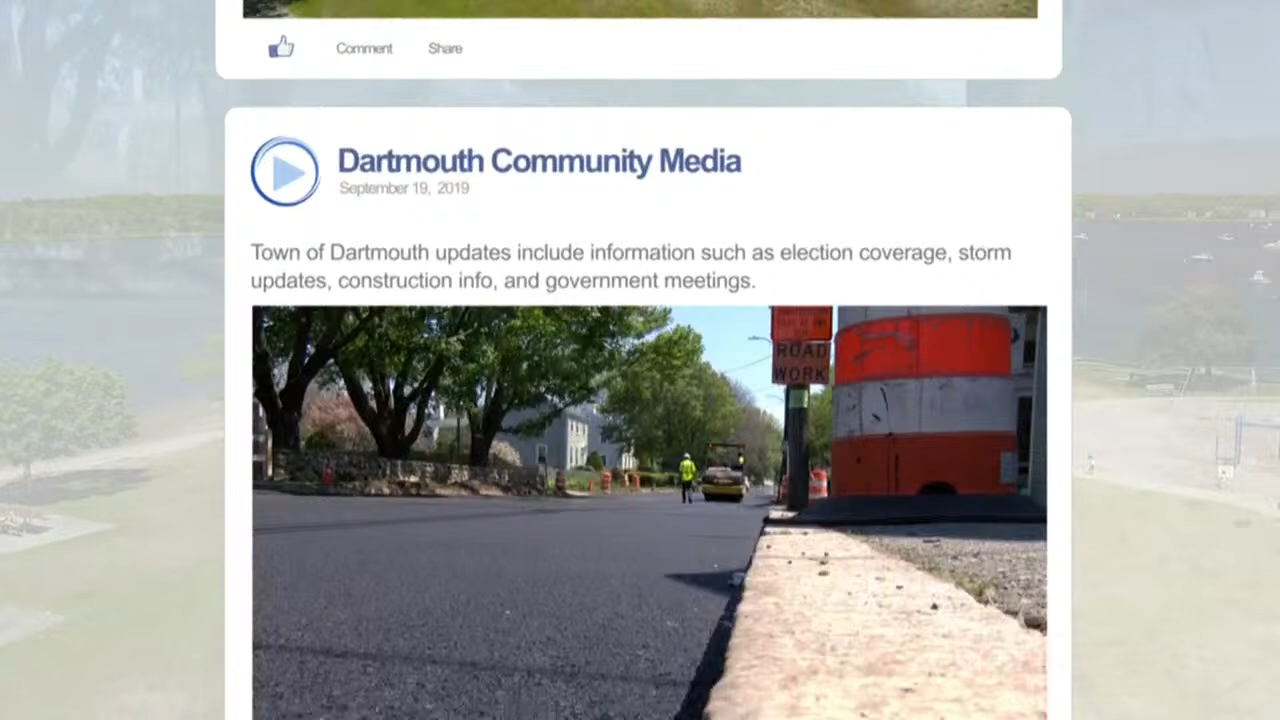 Comment Share
Dartmouth Community Media
September 19, 2019
Town of Dartmouth updates include information such as election coverage, storm
updates, construction info, and government meetings.
ROAD
WORK